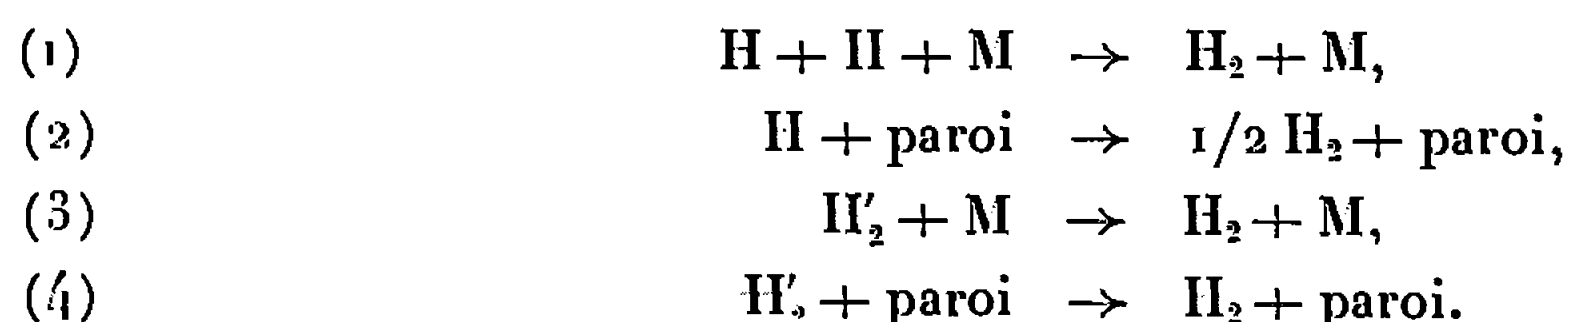 (1) H + H + M → H₂ + M,
(2) H + paroi → 1/2 H₂ + paroi,
(3) H′₂ + M → H₂ + M,
(4) H′₂ + paroi → H₂ + paroi.